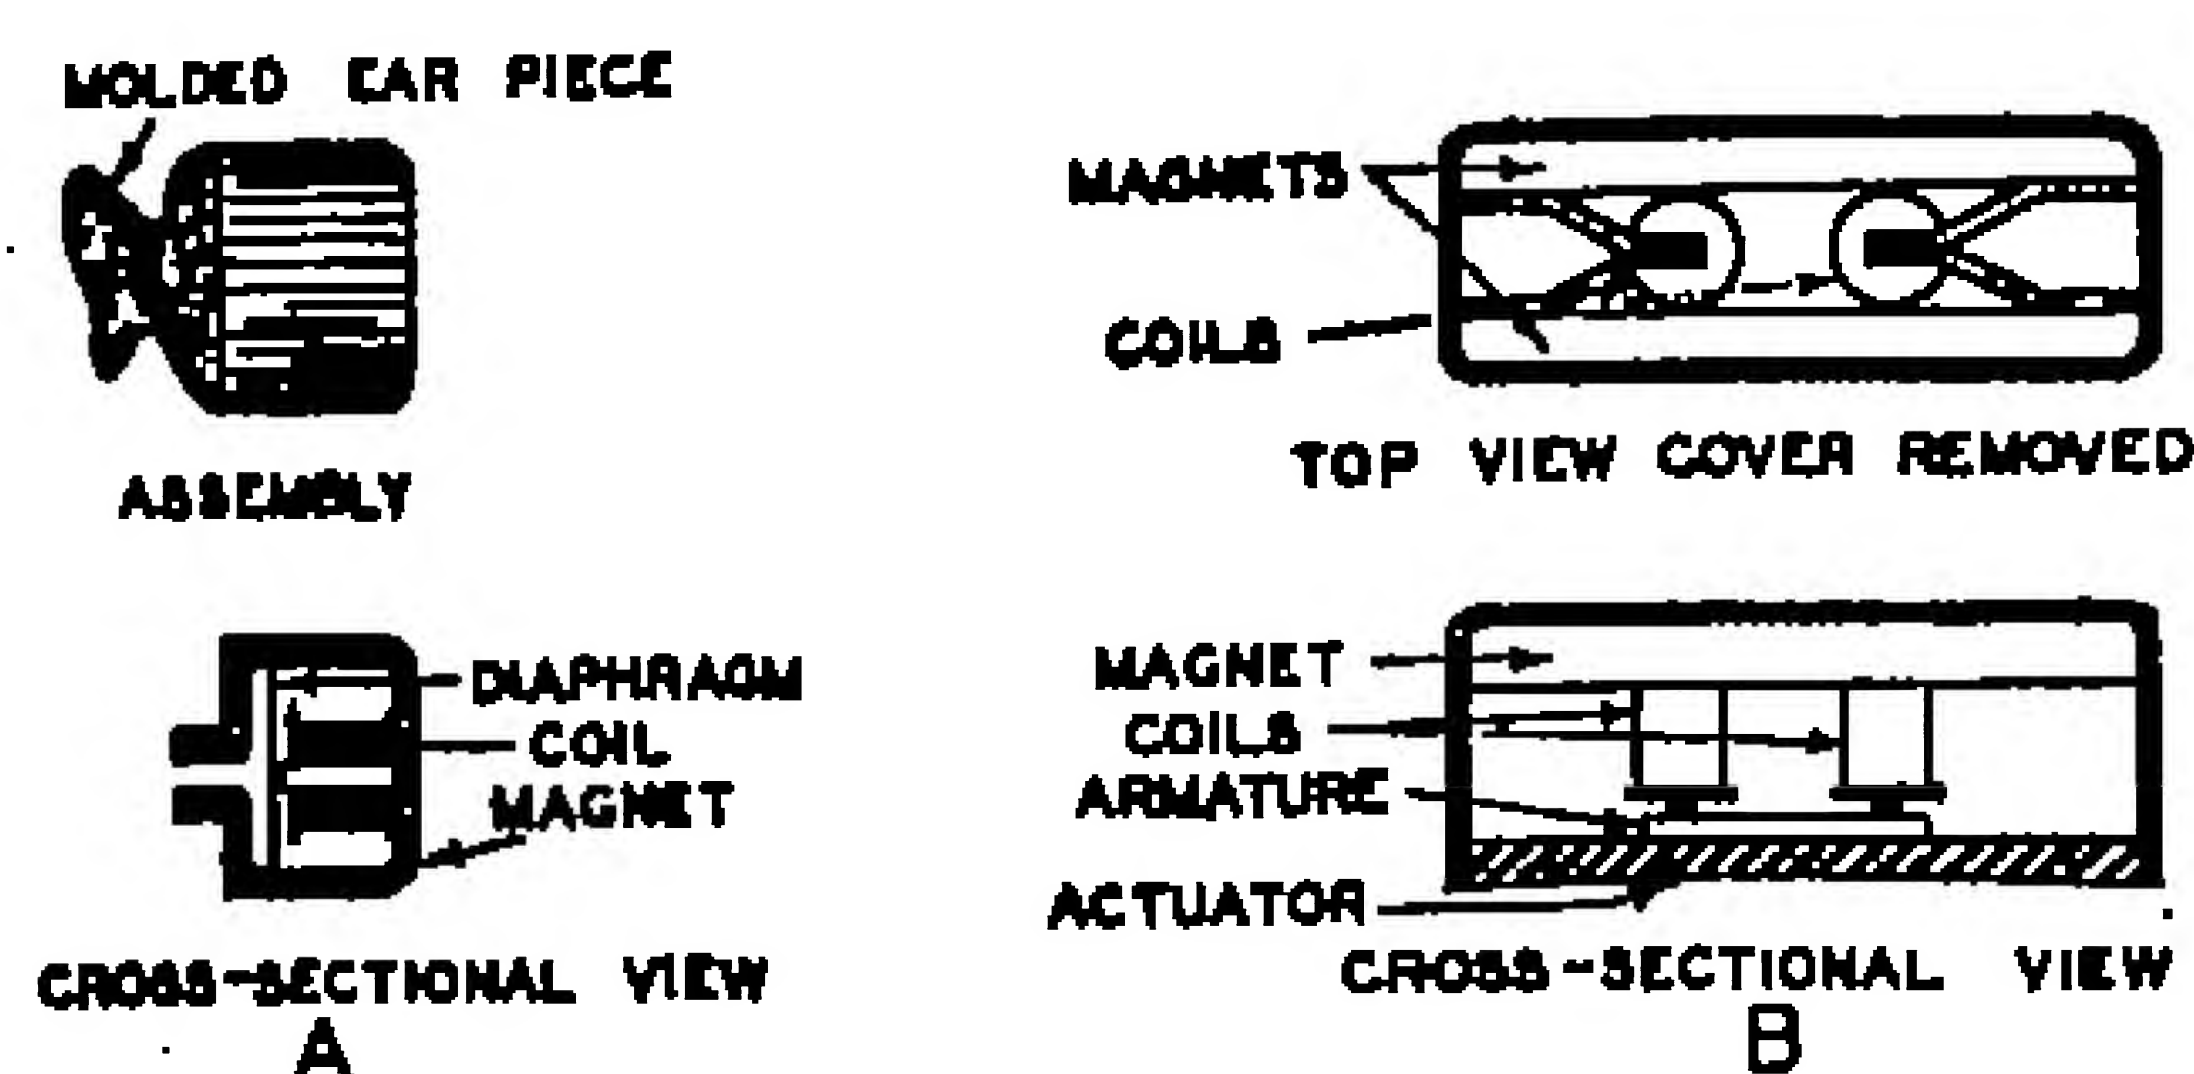 MOLDED EAR PIECE
ASSEMBLY
DIAPHRAGM
COIL
MAGNET
CROSS-SECTIONAL VIEW
A
MAGNETS
COILS
TOP VIEW COVER REMOVED
MAGNET
COILS
ARMATURE
ACTUATOR
CROSS-SECTIONAL VIEW
B